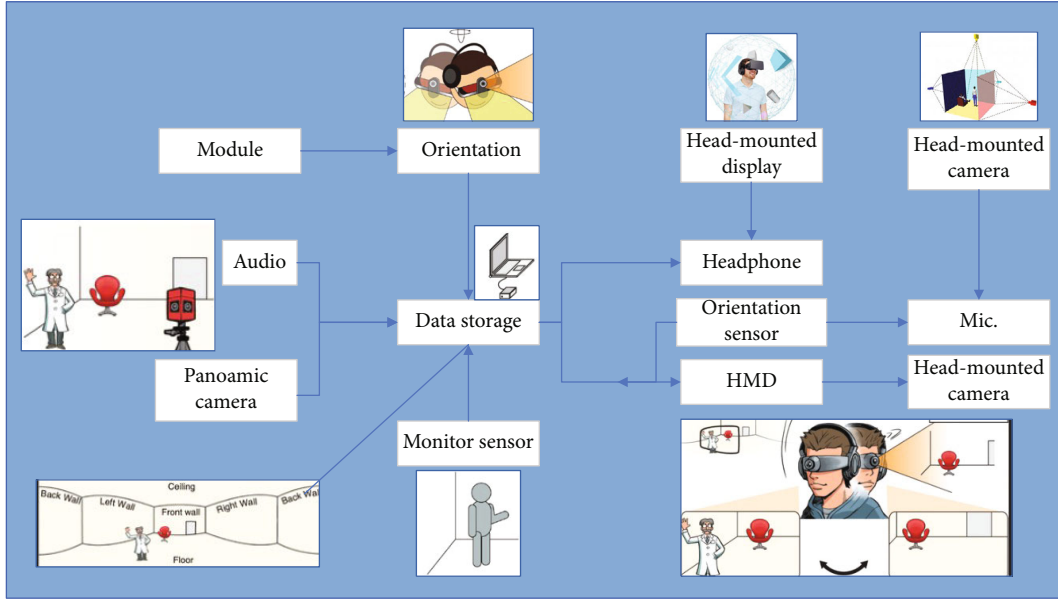 Module
Orientation
Head-mounted
display
Head-mounted
camera
Audio
Headphone
Data storage
Orientation
sensor
Mic.
Panoamic
camera
HMD
Head-mounted
camera
Monitor sensor
Ceiling
Back Wall
Left Wall
Front wall
Right Wall
Back Wa
Floor